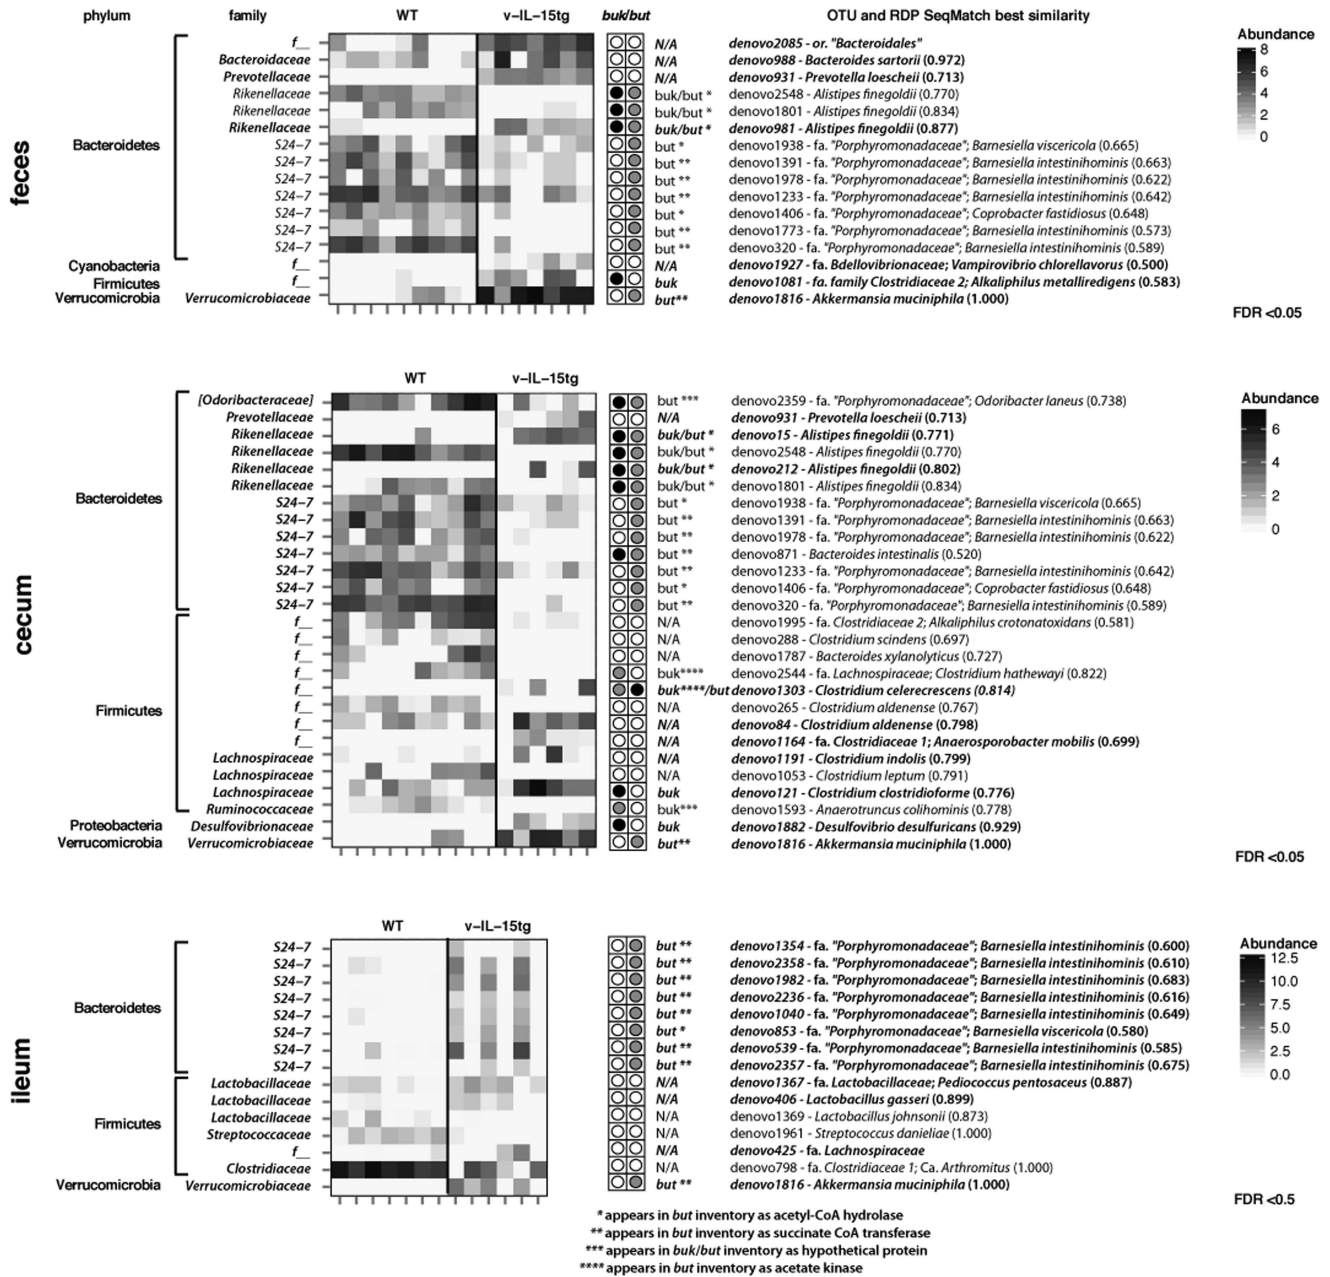 phylum family WT v-IL-15tg buk/but OTU and RDP SeqMatch best similarity
feces
Abundance
8
6
4
2
0
f__ N/A denovo2085 - or. "Bacteroidales"
Bacteroidaceae N/A denovo988 - Bacteroides sartorii (0.972)
Prevotellaceae N/A denovo931 - Prevotella loescheii (0.713)
Rikenellaceae buk/but * denovo2548 - Alistipes finegoldii (0.770)
Rikenellaceae buk/but * denovo1801 - Alistipes finegoldii (0.834)
Rikenellaceae buk/but * denovo981 - Alistipes finegoldii (0.877)
Bacteroidetes S24-7 but * denovo1938 - fa. "Porphyromonadaceae"; Barnesiella viscericola (0.665)
S24-7 but ** denovo1391 - fa. "Porphyromonadaceae"; Barnesiella intestinihominis (0.663)
S24-7 but ** denovo1978 - fa. "Porphyromonadaceae"; Barnesiella intestinihominis (0.622)
S24-7 but ** denovo1233 - fa. "Porphyromonadaceae"; Barnesiella intestinihominis (0.642)
S24-7 but * denovo1406 - fa. "Porphyromonadaceae"; Coprobacter fastidiosus (0.648)
S24-7 but ** denovo1773 - fa. "Porphyromonadaceae"; Barnesiella intestinihominis (0.573)
S24-7 but ** denovo320 - fa. "Porphyromonadaceae"; Barnesiella intestinihominis (0.589)
Cyanobacteria f__ N/A denovo1927 - fa. Bdellovibrionaceae; Vampirovibrio chlorellavorus (0.500)
Firmicutes f__ buk denovo1081 - fa. family Clostridiaceae 2; Alkaliphilus metalliredigens (0.583)
Verrucomicrobia Verrucomicrobiaceae but** denovo1816 - Akkermansia muciniphila (1.000)
FDR <0.05
WT v-IL-15tg
cecum
Abundance
6
4
2
0
[Odoribacteraceae] but *** denovo2359 - fa. "Porphyromonadaceae"; Odoribacter laneus (0.738)
Prevotellaceae N/A denovo931 - Prevotella loescheii (0.713)
Rikenellaceae buk/but * denovo15 - Alistipes finegoldii (0.771)
Rikenellaceae buk/but * denovo2548 - Alistipes finegoldii (0.770)
Rikenellaceae buk/but * denovo212 - Alistipes finegoldii (0.802)
Rikenellaceae buk/but * denovo1801 - Alistipes finegoldii (0.834)
Bacteroidetes S24-7 but * denovo1938 - fa. "Porphyromonadaceae"; Barnesiella viscericola (0.665)
S24-7 but ** denovo1391 - fa. "Porphyromonadaceae"; Barnesiella intestinihominis (0.663)
S24-7 but ** denovo1978 - fa. "Porphyromonadaceae"; Barnesiella intestinihominis (0.622)
S24-7 but ** denovo871 - Bacteroides intestinalis (0.520)
S24-7 but ** denovo1233 - fa. "Porphyromonadaceae"; Barnesiella intestinihominis (0.642)
S24-7 but * denovo1406 - fa. "Porphyromonadaceae"; Coprobacter fastidiosus (0.648)
S24-7 but ** denovo320 - fa. "Porphyromonadaceae"; Barnesiella intestinihominis (0.589)
f__ N/A denovo1995 - fa. Clostridiaceae 2; Alkaliphilus crotonatoxidans (0.581)
f__ N/A denovo288 - Clostridium scindens (0.697)
f__ N/A denovo1787 - Bacteroides xylanolyticus (0.727)
f__ buk**** denovo2544 - fa. Lachnospiraceae; Clostridium hathewayi (0.822)
f__ buk****/but denovo1303 - Clostridium celerecrescens (0.814)
Firmicutes f__ N/A denovo265 - Clostridium aldenense (0.767)
f__ N/A denovo84 - Clostridium aldenense (0.798)
f__ N/A denovo1164 - fa. Clostridiaceae 1; Anaerosporobacter mobilis (0.699)
Lachnospiraceae N/A denovo1191 - Clostridium indolis (0.799)
Lachnospiraceae N/A denovo1053 - Clostridium leptum (0.791)
Lachnospiraceae buk denovo121 - Clostridium clostridioforme (0.776)
Ruminococcaceae buk*** denovo1593 - Anaerotruncus colihominis (0.778)
Proteobacteria Desulfovibrionaceae buk denovo1882 - Desulfovibrio desulfuricans (0.929)
Verrucomicrobia Verrucomicrobiaceae but** denovo1816 - Akkermansia muciniphila (1.000)
FDR <0.05
WT v-IL-15tg
ileum
Abundance
12.5
10.0
7.5
5.0
2.5
0.0
S24-7 but ** denovo1354 - fa. "Porphyromonadaceae"; Barnesiella intestinihominis (0.600)
S24-7 but ** denovo2358 - fa. "Porphyromonadaceae"; Barnesiella intestinihominis (0.610)
S24-7 but ** denovo1982 - fa. "Porphyromonadaceae"; Barnesiella intestinihominis (0.683)
S24-7 but ** denovo2236 - fa. "Porphyromonadaceae"; Barnesiella intestinihominis (0.616)
Bacteroidetes S24-7 but ** denovo1040 - fa. "Porphyromonadaceae"; Barnesiella intestinihominis (0.649)
S24-7 but * denovo853 - fa. "Porphyromonadaceae"; Barnesiella viscericola (0.580)
S24-7 but ** denovo539 - fa. "Porphyromonadaceae"; Barnesiella intestinihominis (0.585)
S24-7 but ** denovo2357 - fa. "Porphyromonadaceae"; Barnesiella intestinihominis (0.675)
Lactobacillaceae N/A denovo1367 - fa. Lactobacillaceae; Pediococcus pentosaceus (0.887)
Lactobacillaceae N/A denovo406 - Lactobacillus gasseri (0.899)
Firmicutes Lactobacillaceae N/A denovo1369 - Lactobacillus johnsonii (0.873)
Streptococcaceae N/A denovo1961 - Streptococcus danieliae (1.000)
f__ N/A denovo425 - fa. Lachnospiraceae
Clostridiaceae N/A denovo798 - fa. Clostridiaceae 1; Ca. Arthromitus (1.000)
Verrucomicrobia Verrucomicrobiaceae but ** denovo1816 - Akkermansia muciniphila (1.000)
FDR <0.5
* appears in but inventory as acetyl-CoA hydrolase
** appears in but inventory as succinate CoA transferase
*** appears in buk/but inventory as hypothetical protein
**** appears in but inventory as acetate kinase